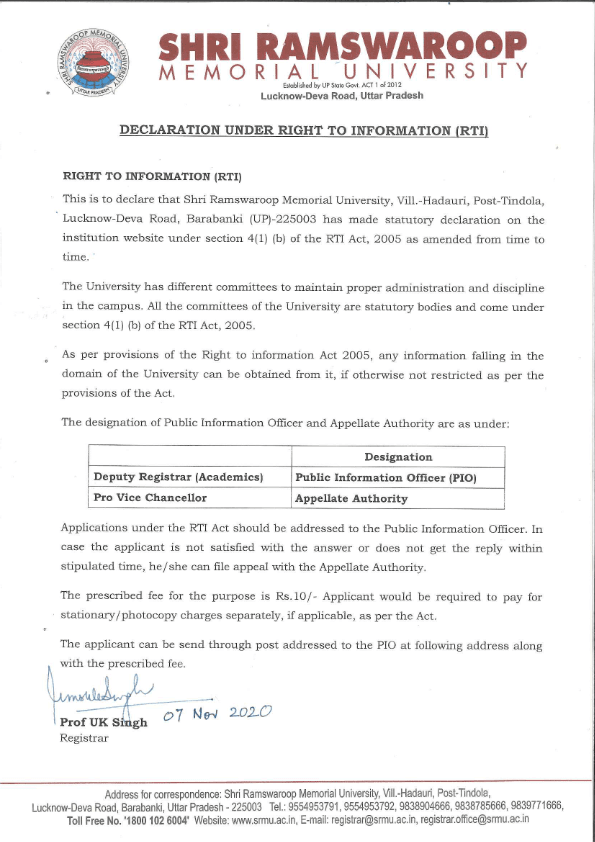 SHRI RAMSWAROOP MEMORIAL UNIVERSITY
UTTAR PRADESH
SHRI RAMSWAROOP
MEMORIAL UNIVERSITY
Established by UP State Govt. ACT 1 of 2012
Lucknow-Deva Road, Uttar Pradesh
DECLARATION UNDER RIGHT TO INFORMATION (RTI)
RIGHT TO INFORMATION (RTI)
This is to declare that Shri Ramswaroop Memorial University, Vill.-Hadauri, Post-Tindola,
Lucknow-Deva Road, Barabanki (UP)-225003 has made statutory declaration on the
institution website under section 4(1) (b) of the RTI Act, 2005 as amended from time to
time.
The University has different committees to maintain proper administration and discipline
in the campus. All the committees of the University are statutory bodies and come under
section 4(1) (b) of the RTI Act, 2005.
As per provisions of the Right to information Act 2005, any information falling in the
domain of the University can be obtained from it, if otherwise not restricted as per the
provisions of the Act.
The designation of Public Information Officer and Appellate Authority are as under:
Designation
Deputy Registrar (Academics) Public Information Officer (PIO)
Pro Vice Chancellor Appellate Authority
Applications under the RTI Act should be addressed to the Public Information Officer. In
case the applicant is not satisfied with the answer or does not get the reply within
stipulated time, he/she can file appeal with the Appellate Authority.
The prescribed fee for the purpose is Rs.10/- Applicant would be required to pay for
stationary/photocopy charges separately, if applicable, as per the Act.
The applicant can be send through post addressed to the PIO at following address along
with the prescribed fee.
07 Nov 2020
Prof UK Singh
Registrar
Address for correspondence: Shri Ramswaroop Memorial University, Vill.-Hadauri, Post-Tindola,
Lucknow-Deva Road, Barabanki, Uttar Pradesh - 225003 Tel.: 9554953791, 9554953792, 9838904666, 9838785666, 9839771666,
Toll Free No. '1800 102 6004' Website: www.srmu.ac.in, E-mail: registrar@srmu.ac.in, registrar.office@srmu.ac.in